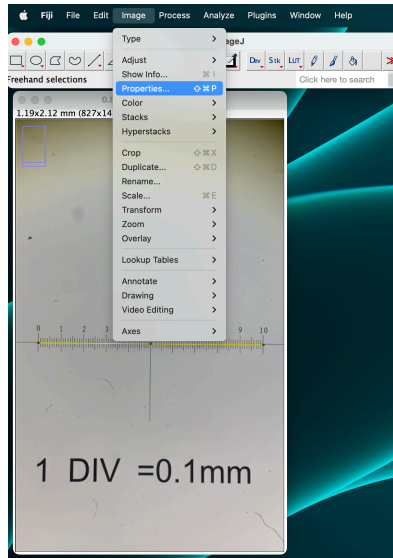 Fiji File Edit Image Process Analyze Plugins Window Help
Type
Adjust
Show Info... ⌘I
Properties... ⇧⌘P
Color
Stacks
Hyperstacks
Crop ⇧⌘X
Duplicate... ⇧⌘D
Rename...
Scale... ⌘E
Transform
Zoom
Overlay
Lookup Tables
Annotate
Drawing
Video Editing
Axes
ageJ
Dev Stk LUT
Freehand selections
Click here to search
1.19x2.12 mm (827x14
0 1 2 3 9 10
1 DIV =0.1mm